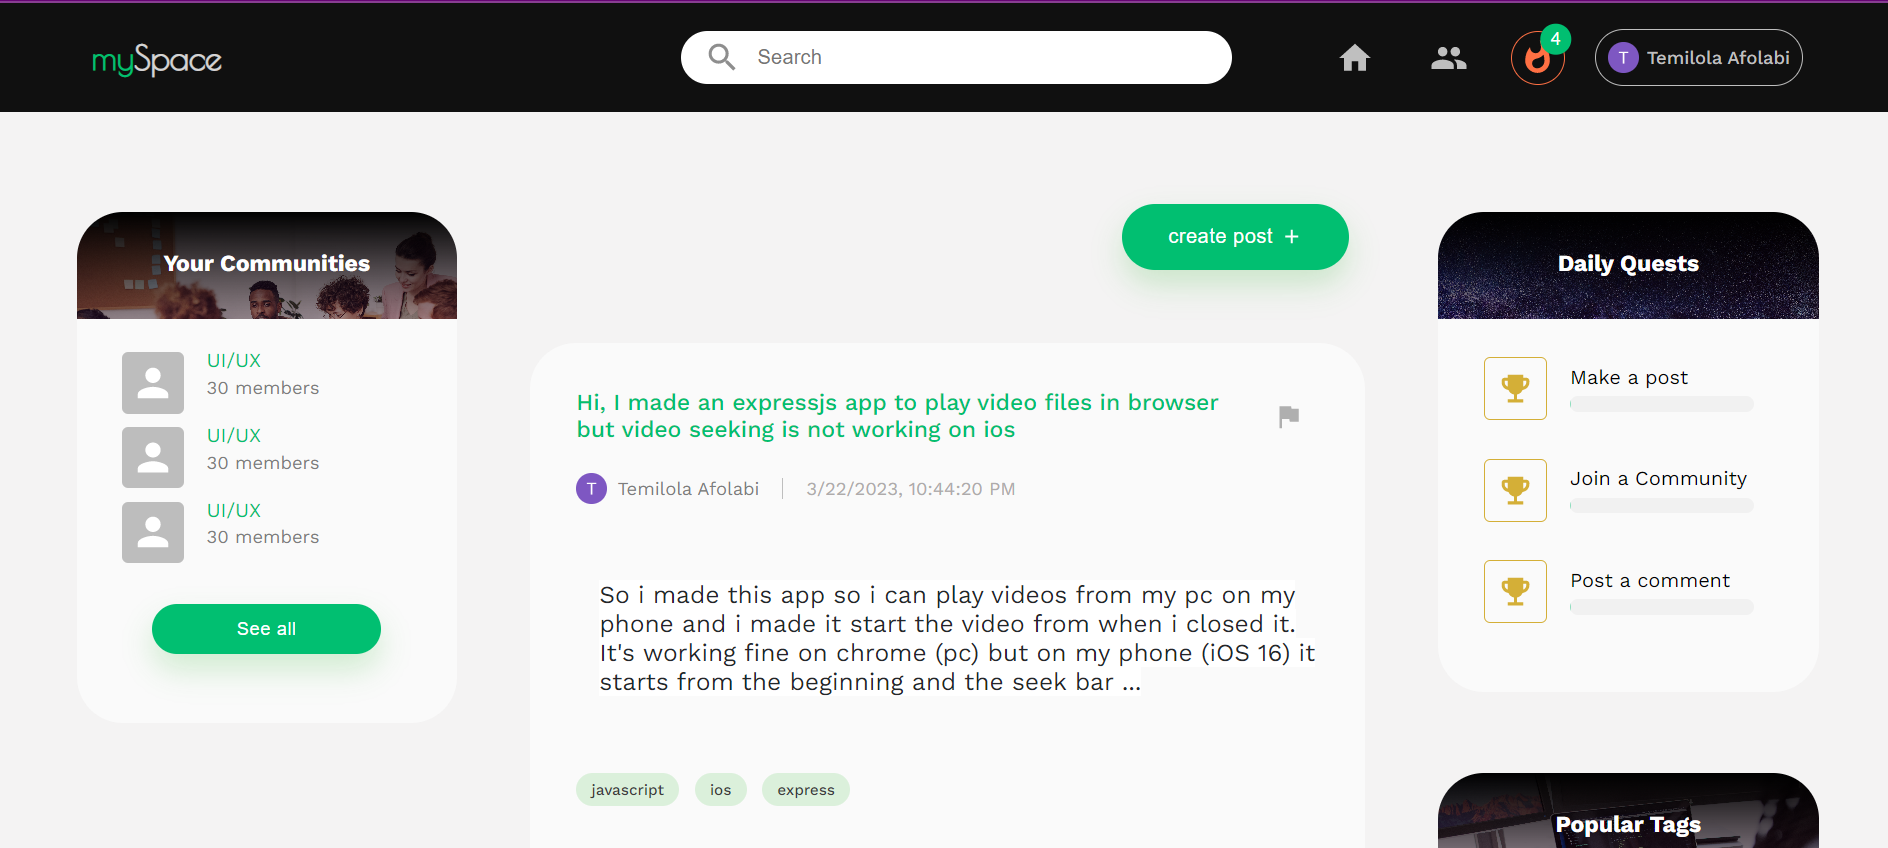 mySpace
Search
4
T Temilola Afolabi
create post +
Your Communities
UI/UX
30 members
UI/UX
30 members
UI/UX
30 members
See all
Hi, I made an expressjs app to play video files in browser
but video seeking is not working on ios
T Temilola Afolabi
3/22/2023, 10:44:20 PM
So i made this app so i can play videos from my pc on my
phone and i made it start the video from when i closed it.
It's working fine on chrome (pc) but on my phone (iOS 16) it
starts from the beginning and the seek bar ...
javascript
ios
express
Daily Quests
Make a post
Join a Community
Post a comment
Popular Tags